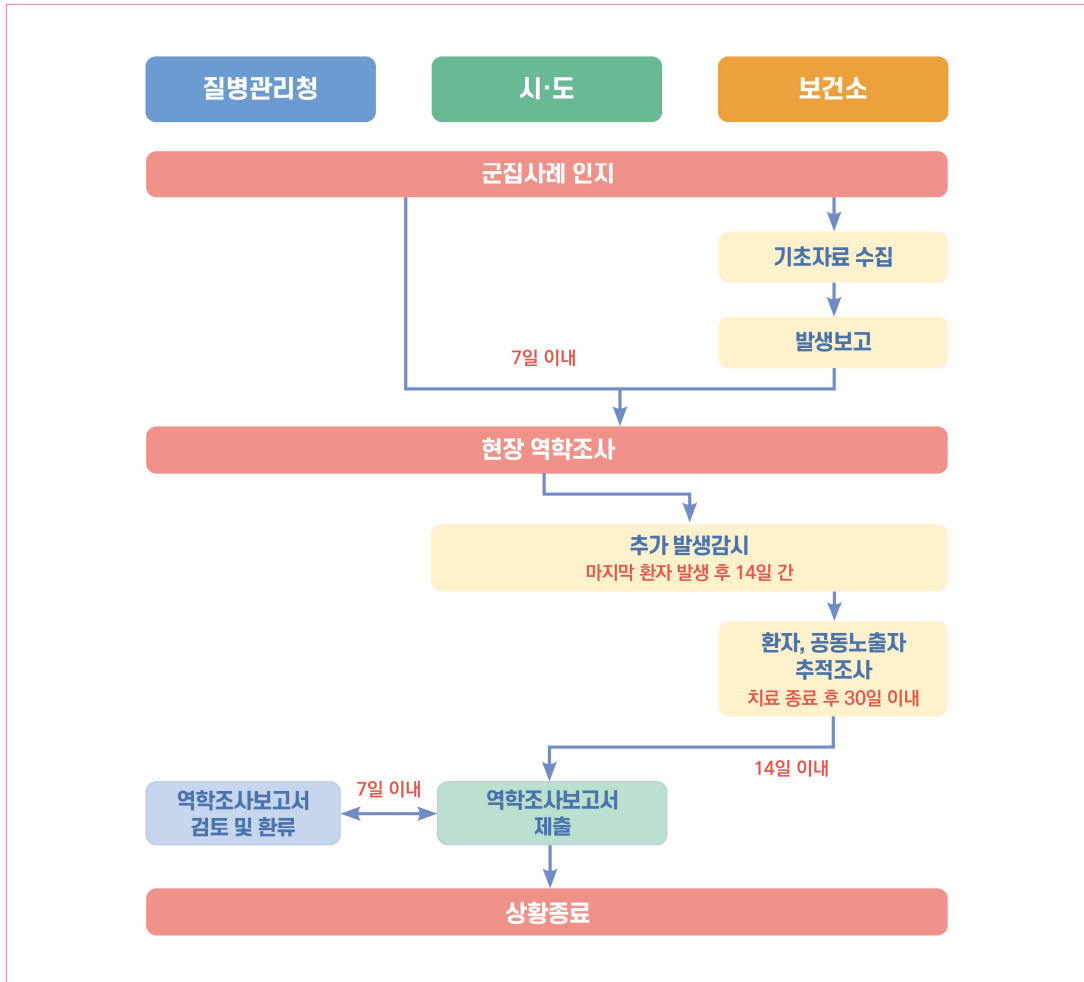 질병관리청
시·도
보건소
군집사례 인지
기초자료 수집
발생보고
7일 이내
현장 역학조사
추가 발생감시
마지막 환자 발생 후 14일 간
환자, 공동노출자
추적조사
치료 종료 후 30일 이내
14일 이내
7일 이내
역학조사보고서
검토 및 환류
역학조사보고서
제출
상황종료